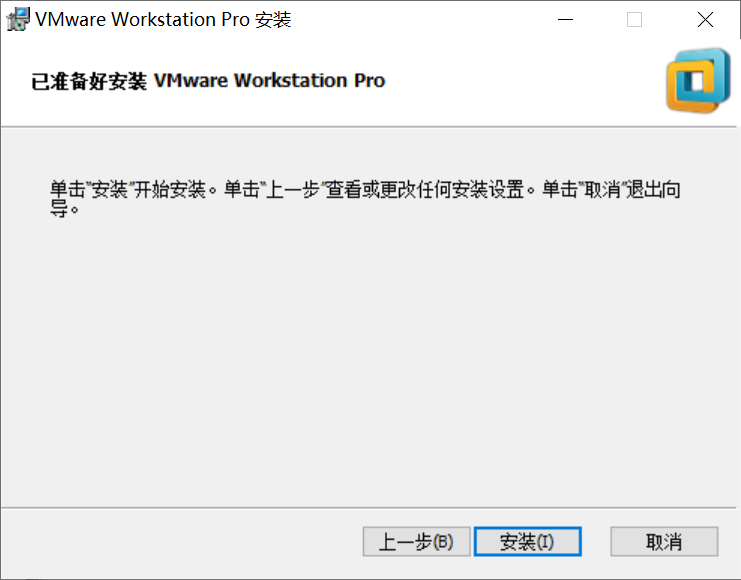 VMware Workstation Pro 安装
已准备好安装 VMware Workstation Pro
单击"安装"开始安装。单击"上一步"查看或更改任何安装设置。单击"取消"退出向
导。
上一步(B) 安装(I) 取消